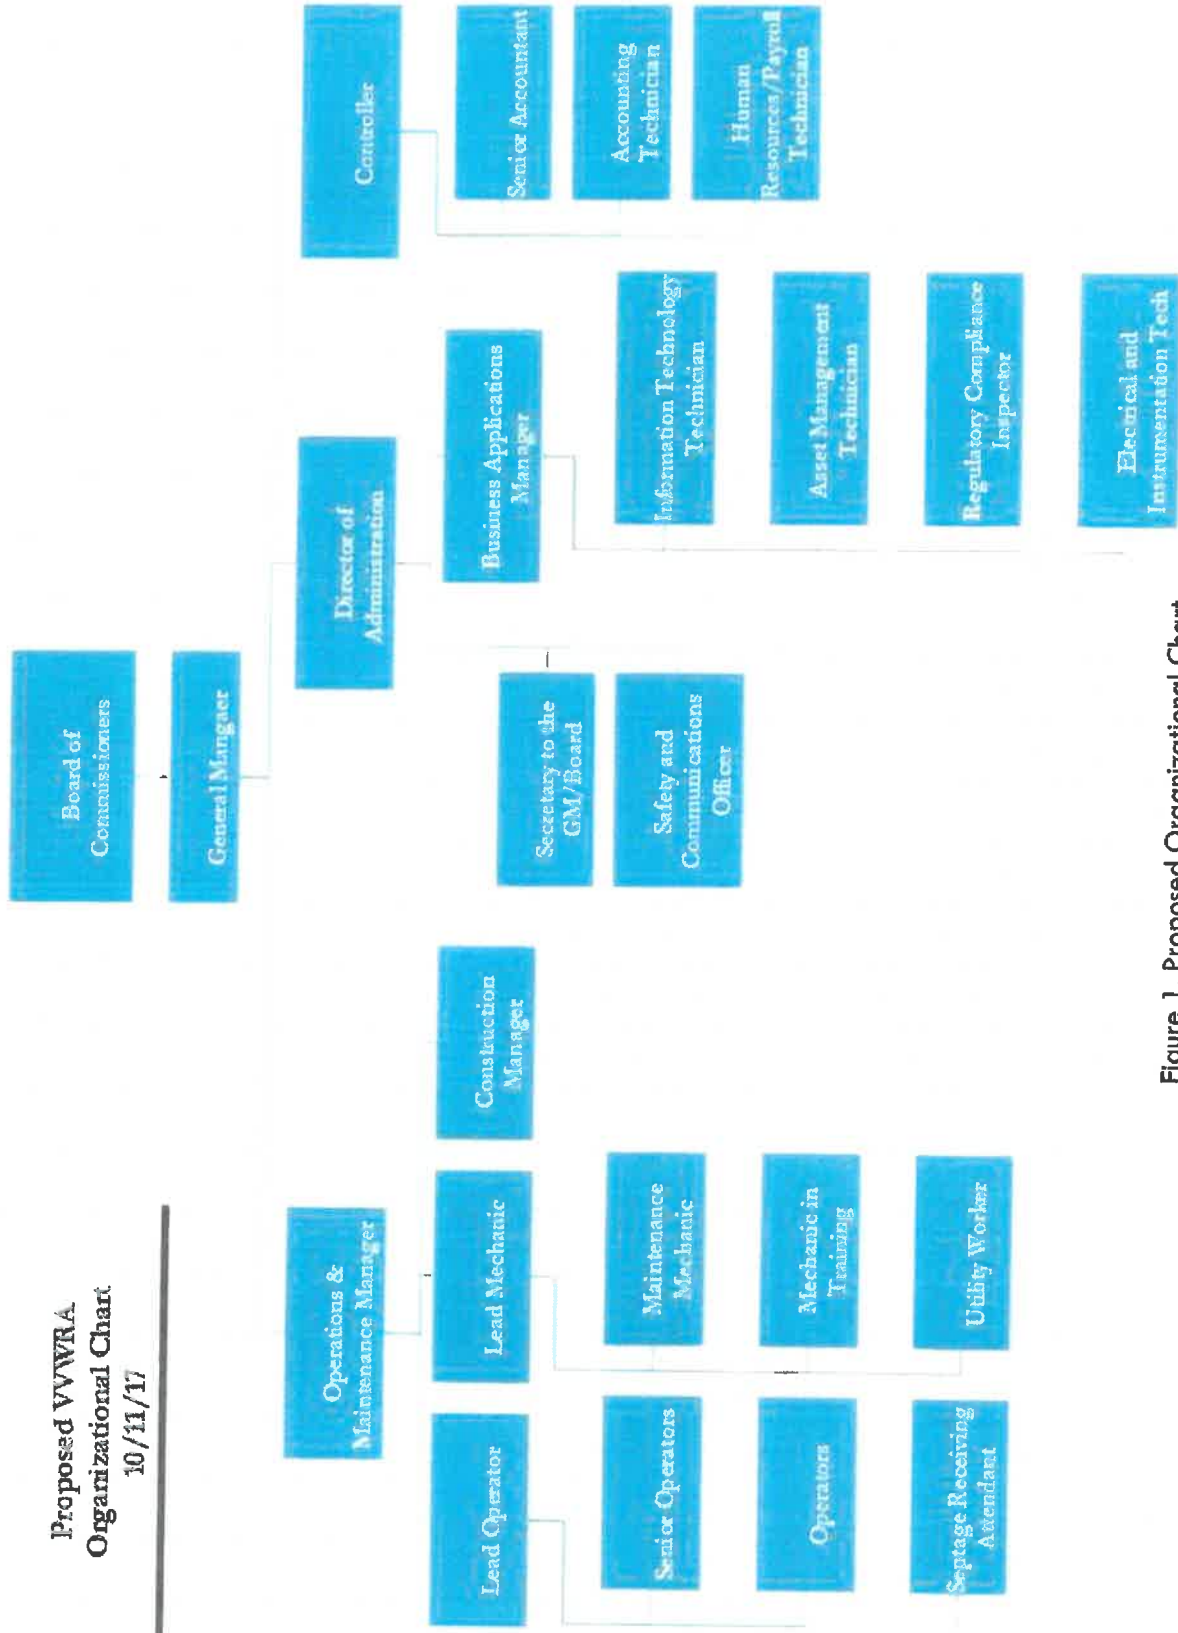 Proposed VVWRA
Organizational Chart
10/11/17
Board of
Commissioners
General Mangaer
Operations &
Maintenance Manager
Director of
Administration
Controller
Lead Operator
Lead Mechanic
Construction
Manager
Secretary to the
GM/Board
Safety and
Communications
Officer
Business Applications
Manager
Senior Accountant
Accounting
Technician
Human
Resources/Payroll
Technician
Senior Operators
Operators
Septage Receiving
Attendant
Maintenance
Mechanic
Mechanic in
Training
Utility Worker
Information Technology
Technician
Asset Management
Technician
Regulatory Compliance
Inspector
Electrical and
Instrumentation Tech
Figure 1 Proposed Organizational Chart